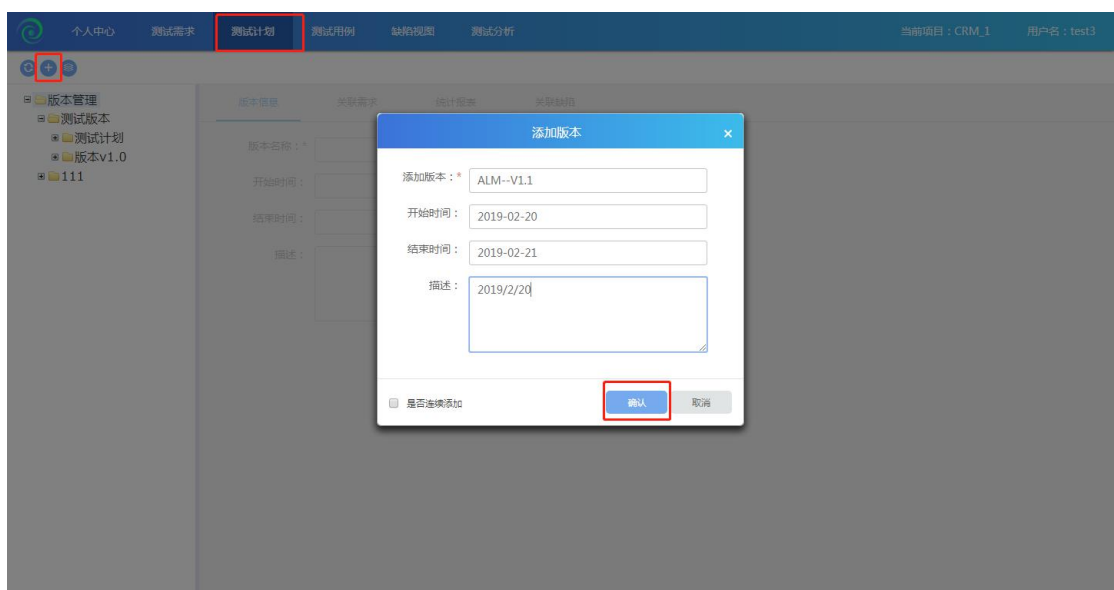 个人中心 测试需求 测试计划 测试用例 缺陷视图 测试分析 当前项目：CRM_1 用户名：test3
版本管理
测试版本
测试计划
版本v1.0
111
版本信息 关联需求 统计报表 关联缺陷
版本名称：*
开始时间：
结束时间：
描述：
添加版本 ×
添加版本：* ALM--V1.1
开始时间： 2019-02-20
结束时间： 2019-02-21
描述： 2019/2/20
是否连续添加 确认 取消